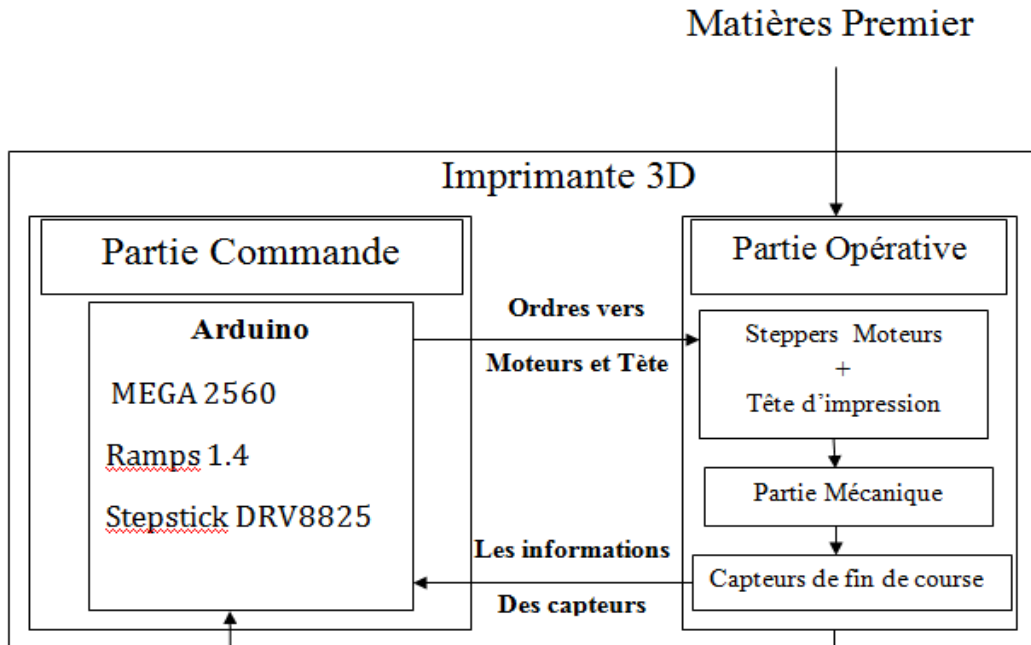 Matières Premier
Imprimante 3D
Partie Commande
Arduino
MEGA 2560
Ramps 1.4
Stepstick DRV8825
Ordres vers
Moteurs et Tète
Les informations
Des capteurs
Partie Opérative
Steppers Moteurs
+
Tête d'impression
Partie Mécanique
Capteurs de fin de course